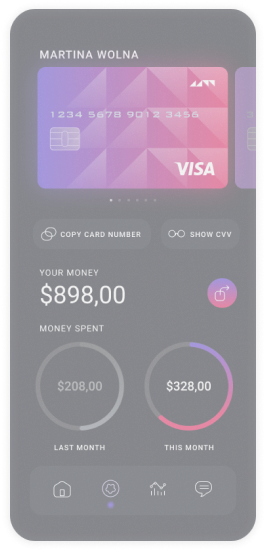 MARTINA WOLNA
1234 5678 9012 3456
VISA
COPY CARD NUMBER
SHOW CVV
YOUR MONEY
$898,00
MONEY SPENT
$208,00
$328,00
LAST MONTH
THIS MONTH